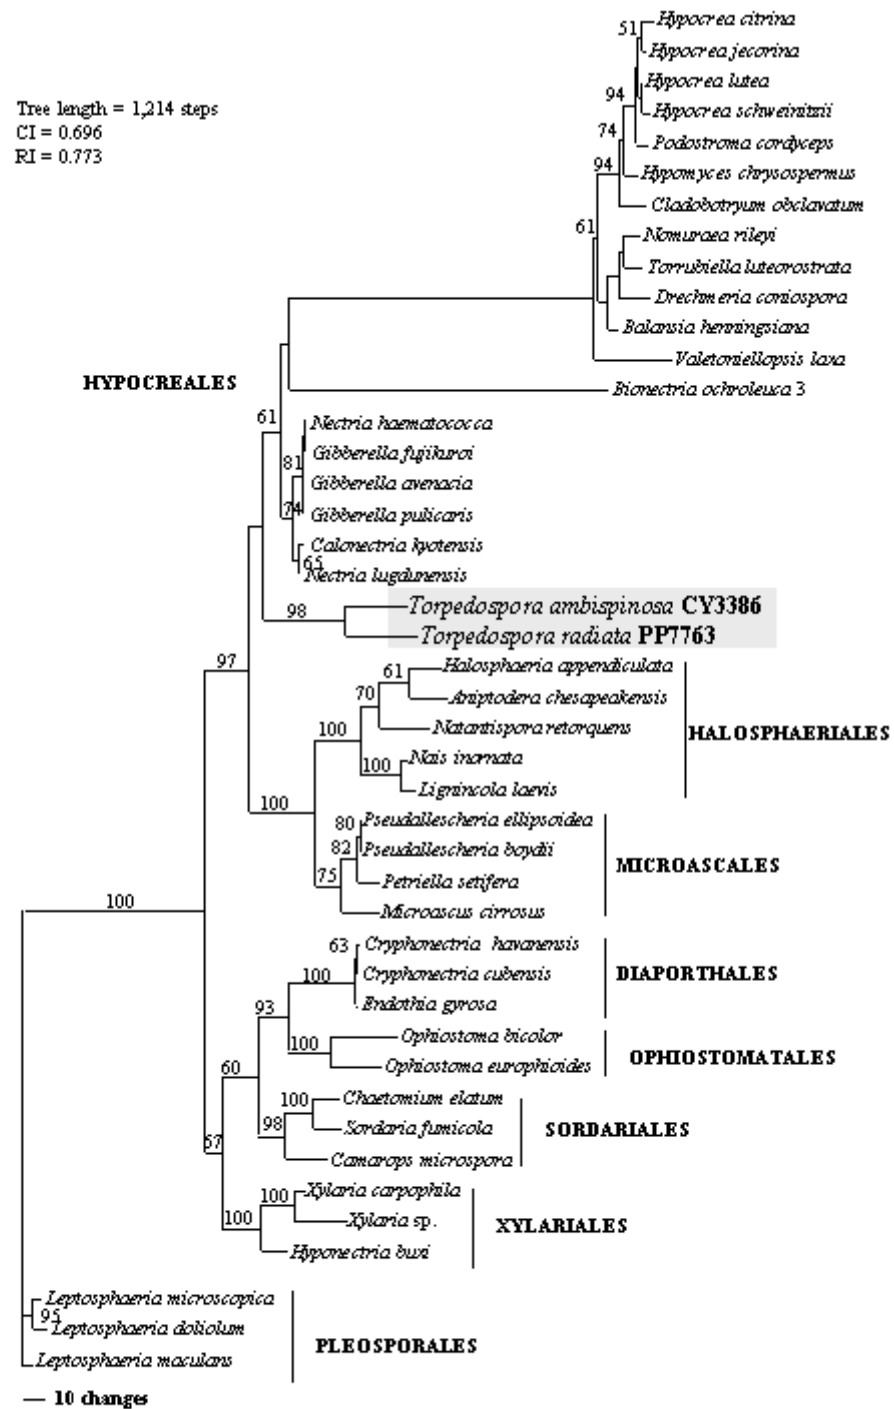 51
Hypocrea citrina
Hypocrea jecorina
Hypocrea lutea
94
Hypocrea schweinitzii
Tree length = 1,214 steps
CI = 0.696
RI = 0.773
74
Podostroma cordyceps
94
Hypomyces chrysospermus
Cladobotryum obclavatum
61
Nomuraea rileyi
Torrubiella luteorostrata
Drechmeria coniospora
Balansia henningsiana
Valetoniellopsis laxa
HYPOCREALES
Bionectria ochroleuca 3
61
Nectria haematococca
Gibberella fujikuroi
81
Gibberella avenacia
74
Gibberella pulicaris
Calonectria kyotensis
65
Nectria lugdunensis
98
Torpedospora ambispinosa CY3386
Torpedospora radiata PP7763
97
61
Halosphaeria appendiculata
70
Aniptodera chesapeakensis
100
Natantispora retorquens
HALOSPHAERIALES
100
Nais inornata
Lignincola laevis
100
80
Pseudallescheria ellipsoidea
82
Pseudallescheria boydii
MICROASCALES
75
Petriella setifera
Microascus cirrosus
100
63
Cryphonectria havanensis
100
Cryphonectria cubensis
DIAPORTHALES
Endothia gyrosa
93
100
Ophiostoma bicolor
OPHIOSTOMATALES
Ophiostoma europhioides
60
100
Chaetomium elatum
98
Sordaria fumicola
SORDARIALES
57
Camarops microspora
100
Xylaria carpophila
100
Xylaria sp.
XYLARIALES
Hyponectria buxi
Leptosphaeria microscopica
95
Leptosphaeria doliolum
PLEOSPORALES
Leptosphaeria maculans
10 changes